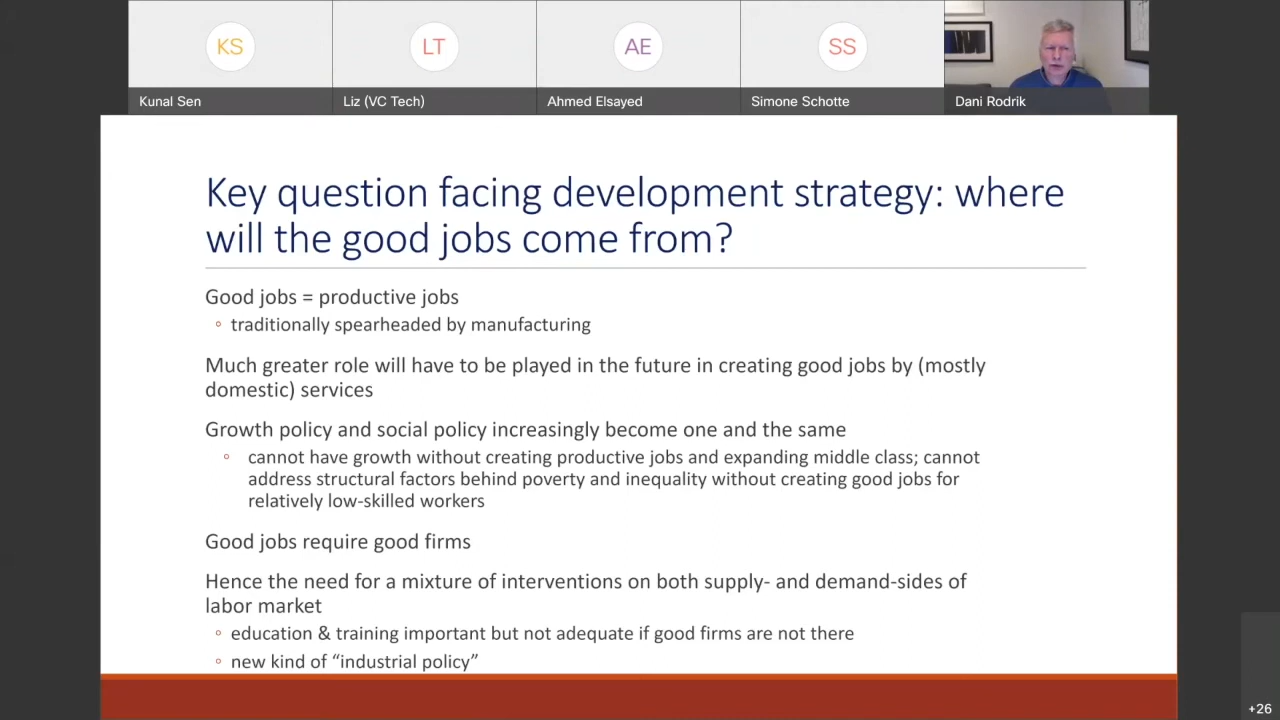 KS
LT
AE
SS
Kunal Sen
Liz (VC Tech)
Ahmed Elsayed
Simone Schotte
Dani Rodrik
Key question facing development strategy: where
will the good jobs come from?
Good jobs = productive jobs
◦ traditionally spearheaded by manufacturing
Much greater role will have to be played in the future in creating good jobs by (mostly
domestic) services
Growth policy and social policy increasingly become one and the same
◦ cannot have growth without creating productive jobs and expanding middle class; cannot
address structural factors behind poverty and inequality without creating good jobs for
relatively low-skilled workers
Good jobs require good firms
Hence the need for a mixture of interventions on both supply- and demand-sides of
labor market
◦ education & training important but not adequate if good firms are not there
◦ new kind of “industrial policy”
+26